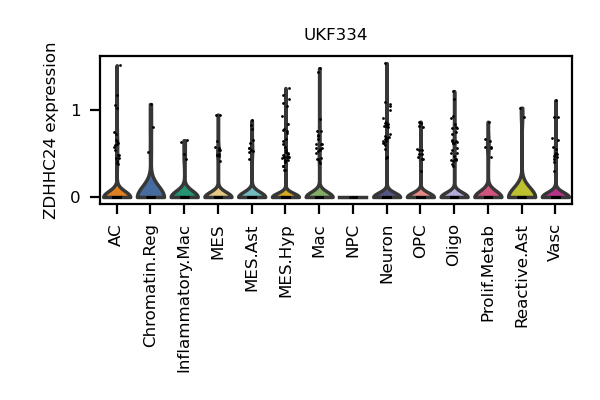 UKF334
ZDHHC24 expression
1
0
AC
Chromatin.Reg
Inflammatory.Mac
MES
MES.Ast
MES.Hyp
Mac
NPC
Neuron
OPC
Oligo
Prolif.Metab
Reactive.Ast
Vasc